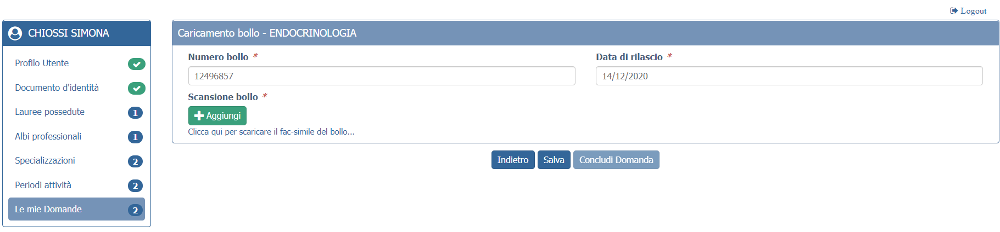 Logout
CHIOSSI SIMONA
Profilo Utente
Documento d'identità
Lauree possedute 1
Albi professionali 1
Specializzazioni 2
Periodi attività 2
Le mie Domande 2
Caricamento bollo - ENDOCRINOLOGIA
Numero bollo * Data di rilascio *
12496857 14/12/2020
Scansione bollo *
Aggiungi
Clicca qui per scaricare il fac-simile del bollo...
Indietro Salva Concludi Domanda